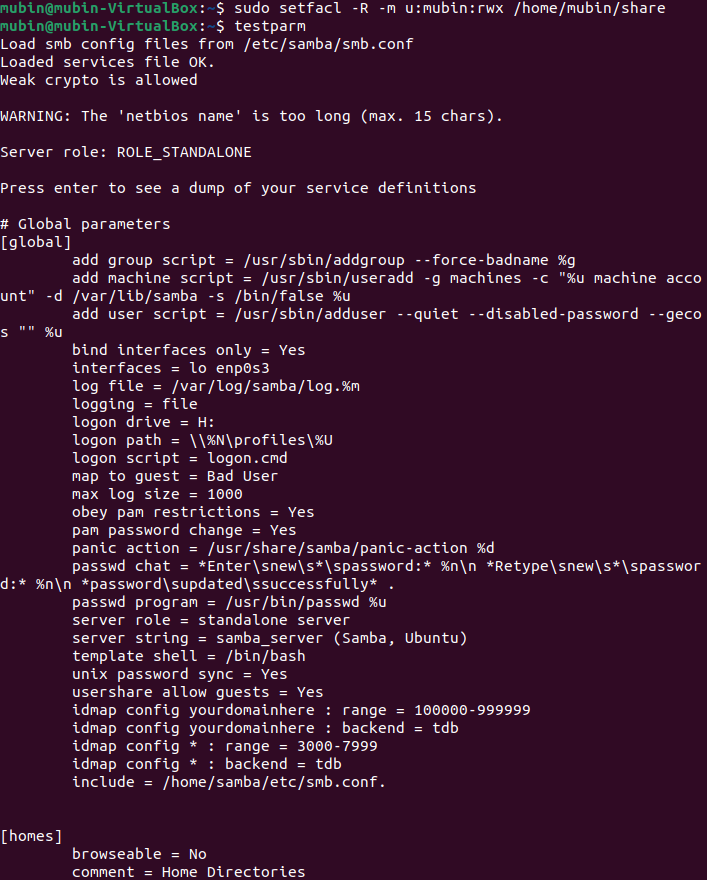 mubin@mubin-VirtualBox:~$ sudo setfacl -R -m u:mubin:rwx /home/mubin/share
mubin@mubin-VirtualBox:~$ testparm
Load smb config files from /etc/samba/smb.conf
Loaded services file OK.
Weak crypto is allowed
WARNING: The 'netbios name' is too long (max. 15 chars).
Server role: ROLE_STANDALONE
Press enter to see a dump of your service definitions
# Global parameters
[global]
add group script = /usr/sbin/addgroup --force-badname %g
add machine script = /usr/sbin/useradd -g machines -c "%u machine acco
unt" -d /var/lib/samba -s /bin/false %u
add user script = /usr/sbin/adduser --quiet --disabled-password --geco
s "" %u
bind interfaces only = Yes
interfaces = lo enp0s3
log file = /var/log/samba/log.%m
logging = file
logon drive = H:
logon path = \\%N\profiles\%U
logon script = logon.cmd
map to guest = Bad User
max log size = 1000
obey pam restrictions = Yes
pam password change = Yes
panic action = /usr/share/samba/panic-action %d
passwd chat = *Enter\snew\s*\spassword:* %n\n *Retype\snew\s*\spasswor
d:* %n\n *password\supdated\ssuccessfully* .
passwd program = /usr/bin/passwd %u
server role = standalone server
server string = samba_server (Samba, Ubuntu)
template shell = /bin/bash
unix password sync = Yes
usershare allow guests = Yes
idmap config yourdomainhere : range = 100000-999999
idmap config yourdomainhere : backend = tdb
idmap config * : range = 3000-7999
idmap config * : backend = tdb
include = /home/samba/etc/smb.conf.
[homes]
browseable = No
comment = Home Directories